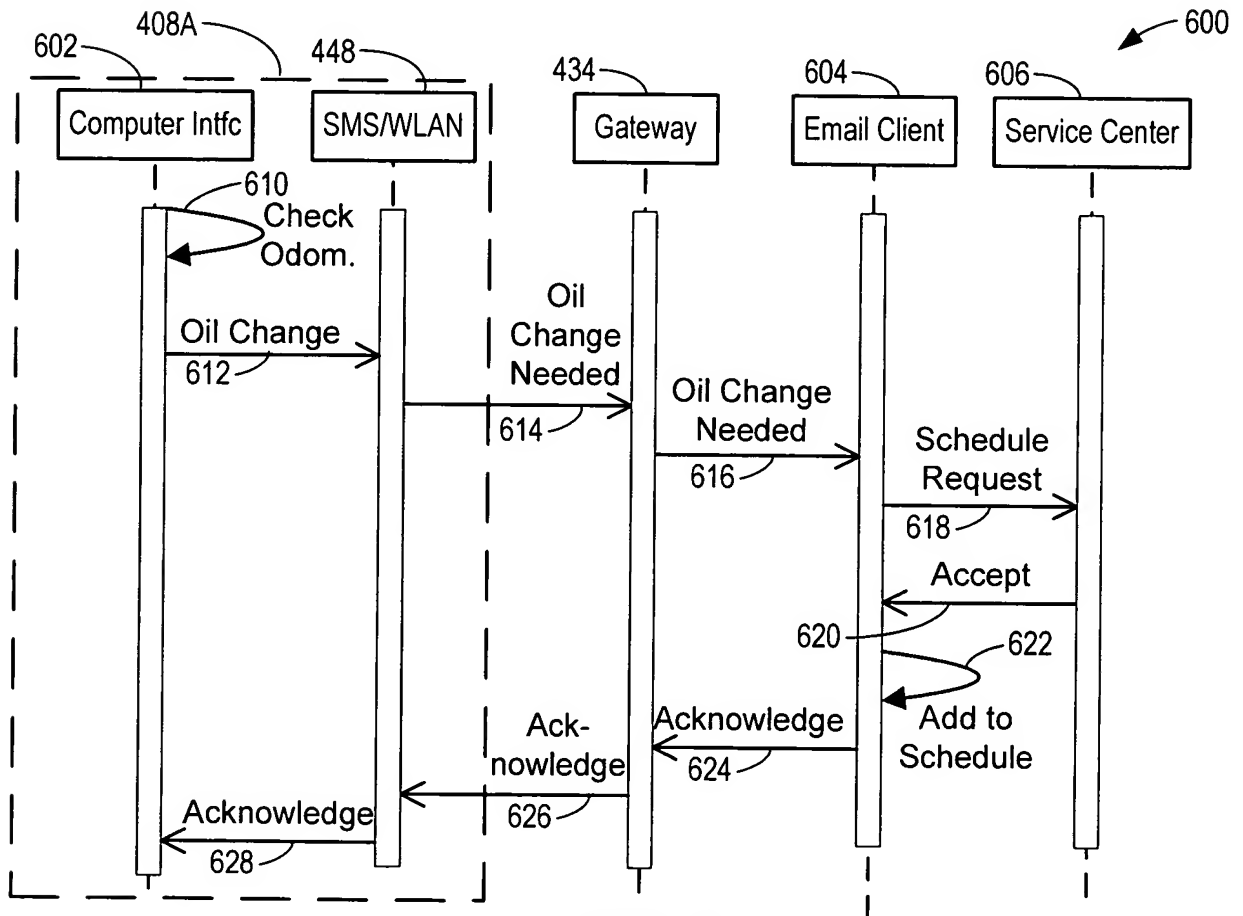 600
408A
602
448
434
604
606
Computer Intfc
SMS/WLAN
Gateway
Email Client
Service Center
610
Check
Odom.
Oil Change
612
Oil
Change
Needed
614
Oil Change
Needed
616
Schedule
Request
618
Accept
620
622
Add to
Schedule
Acknowledge
624
Ack-
nowledge
626
Acknowledge
628